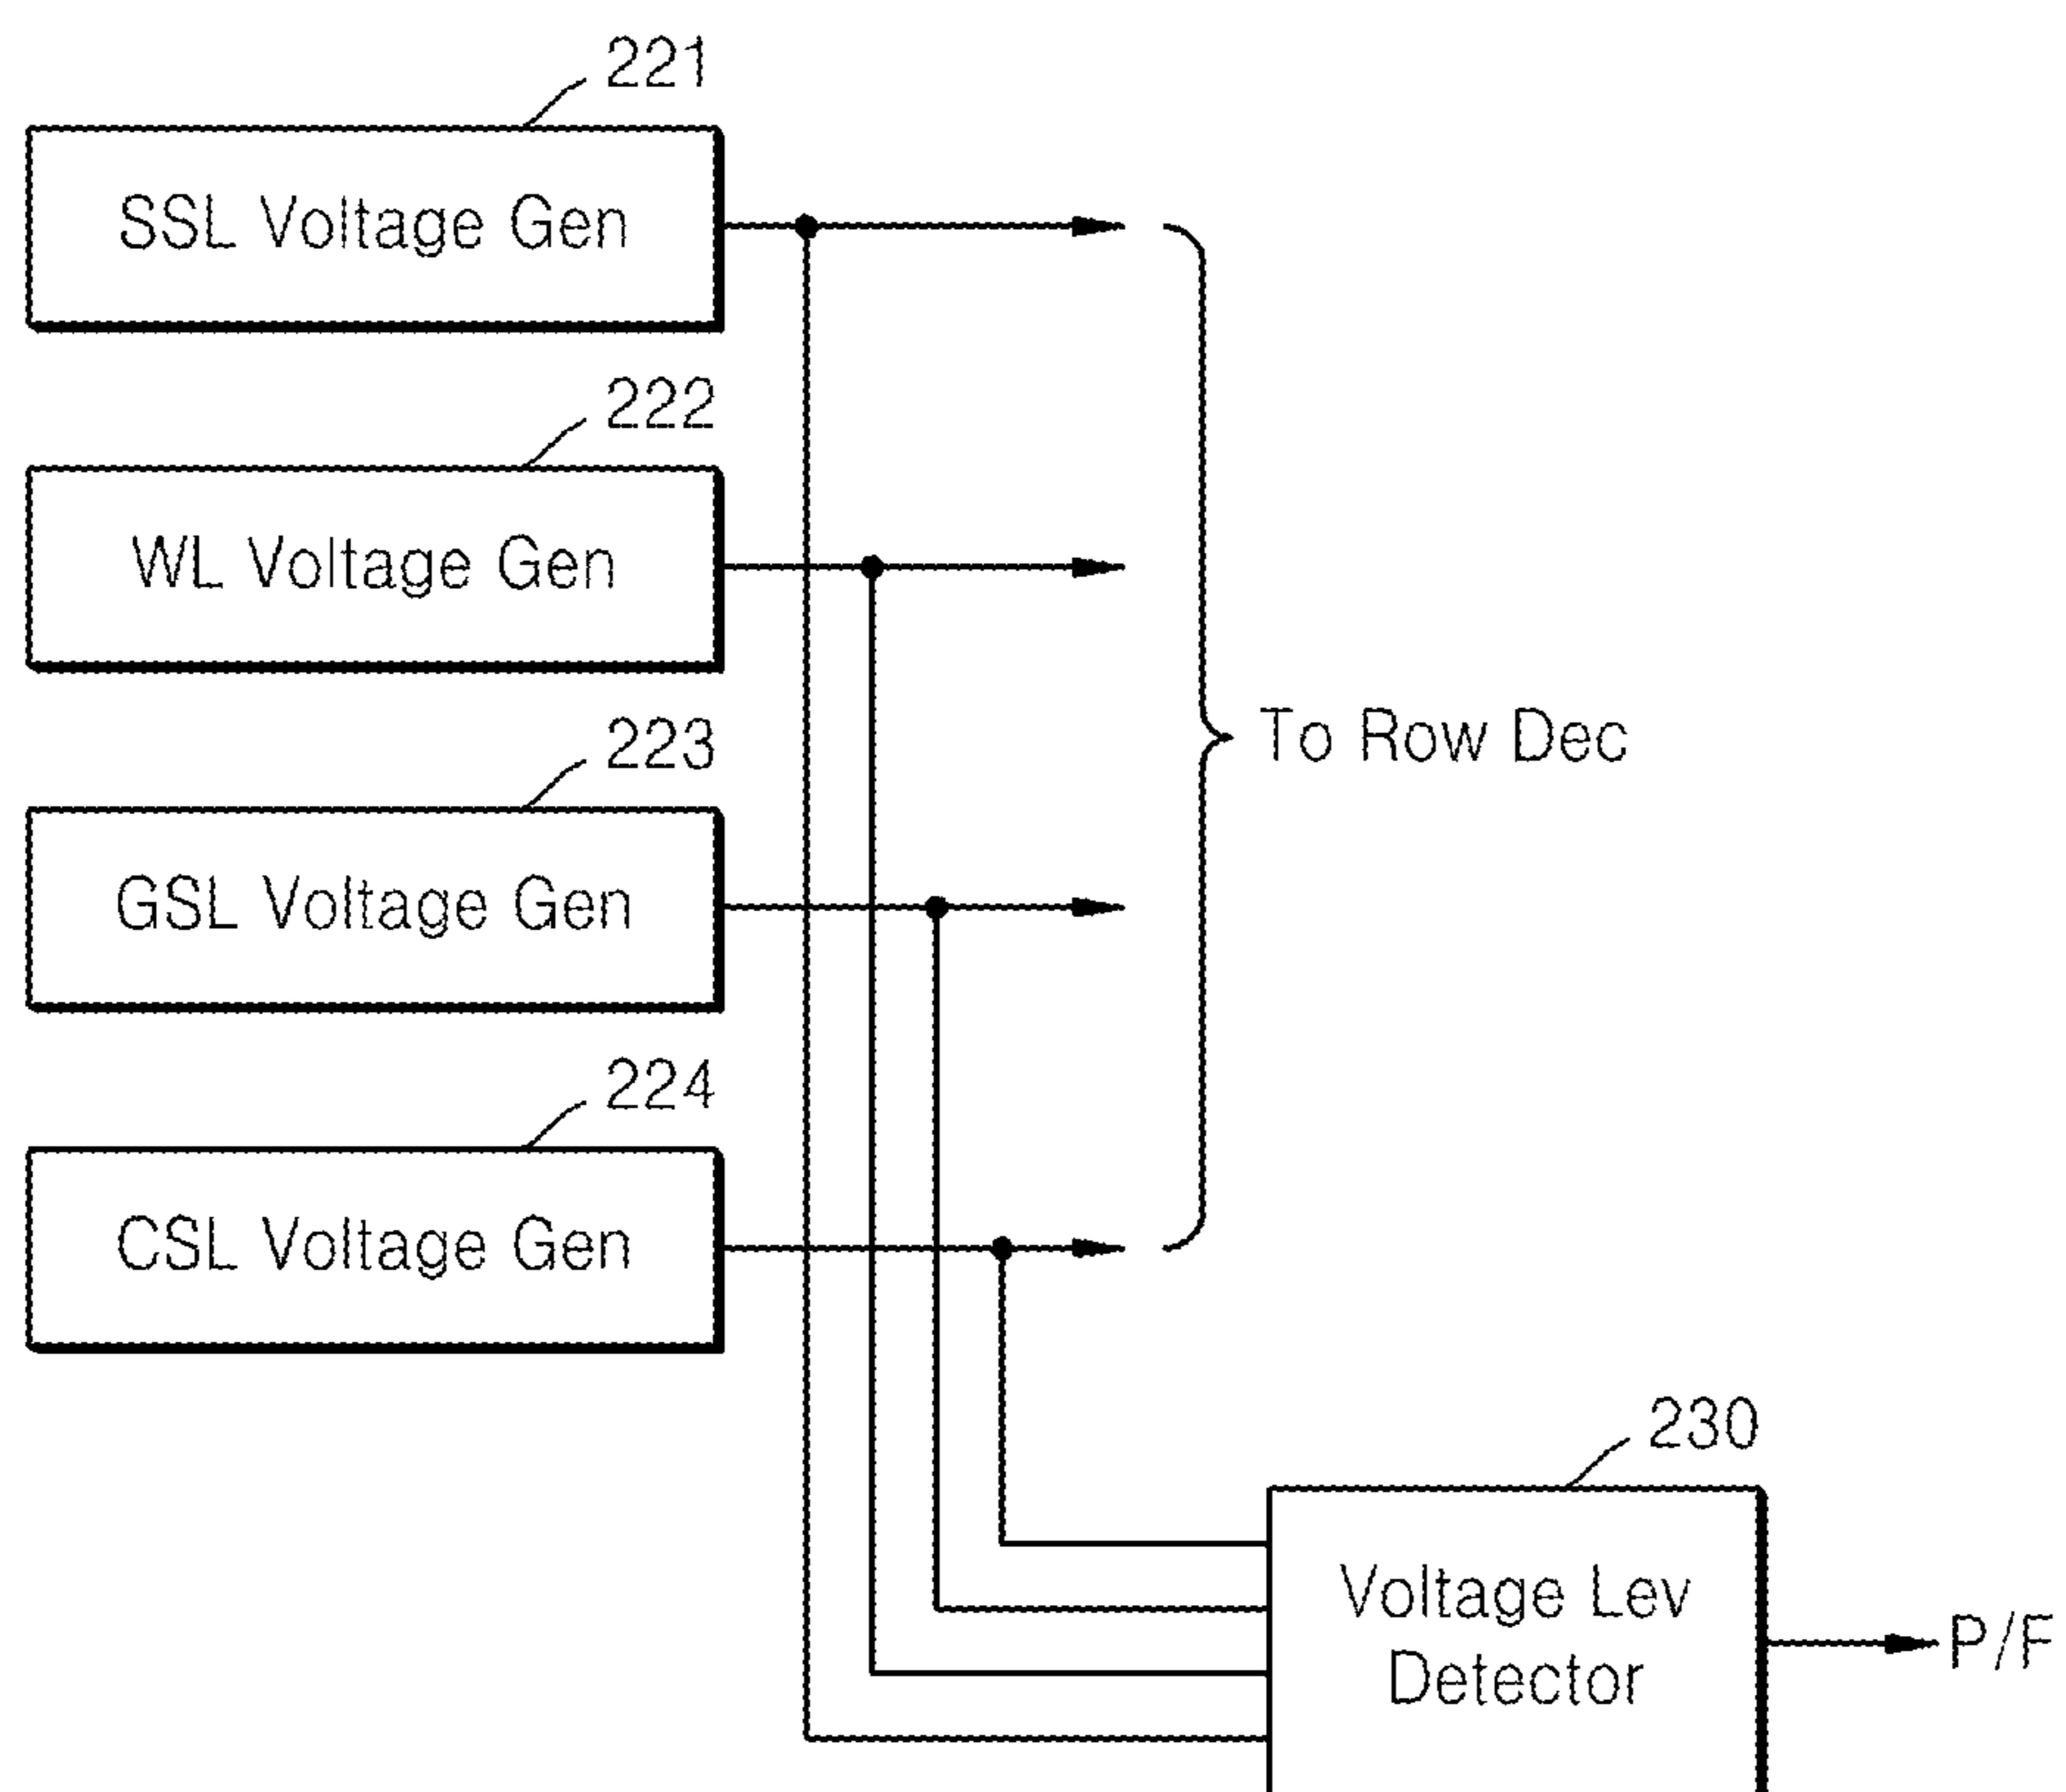 221
SSL Voltage Gen
222
WL Voltage Gen
223
GSL Voltage Gen
To Row Dec
224
CSL Voltage Gen
230
Voltage Lev
Detector
P/F